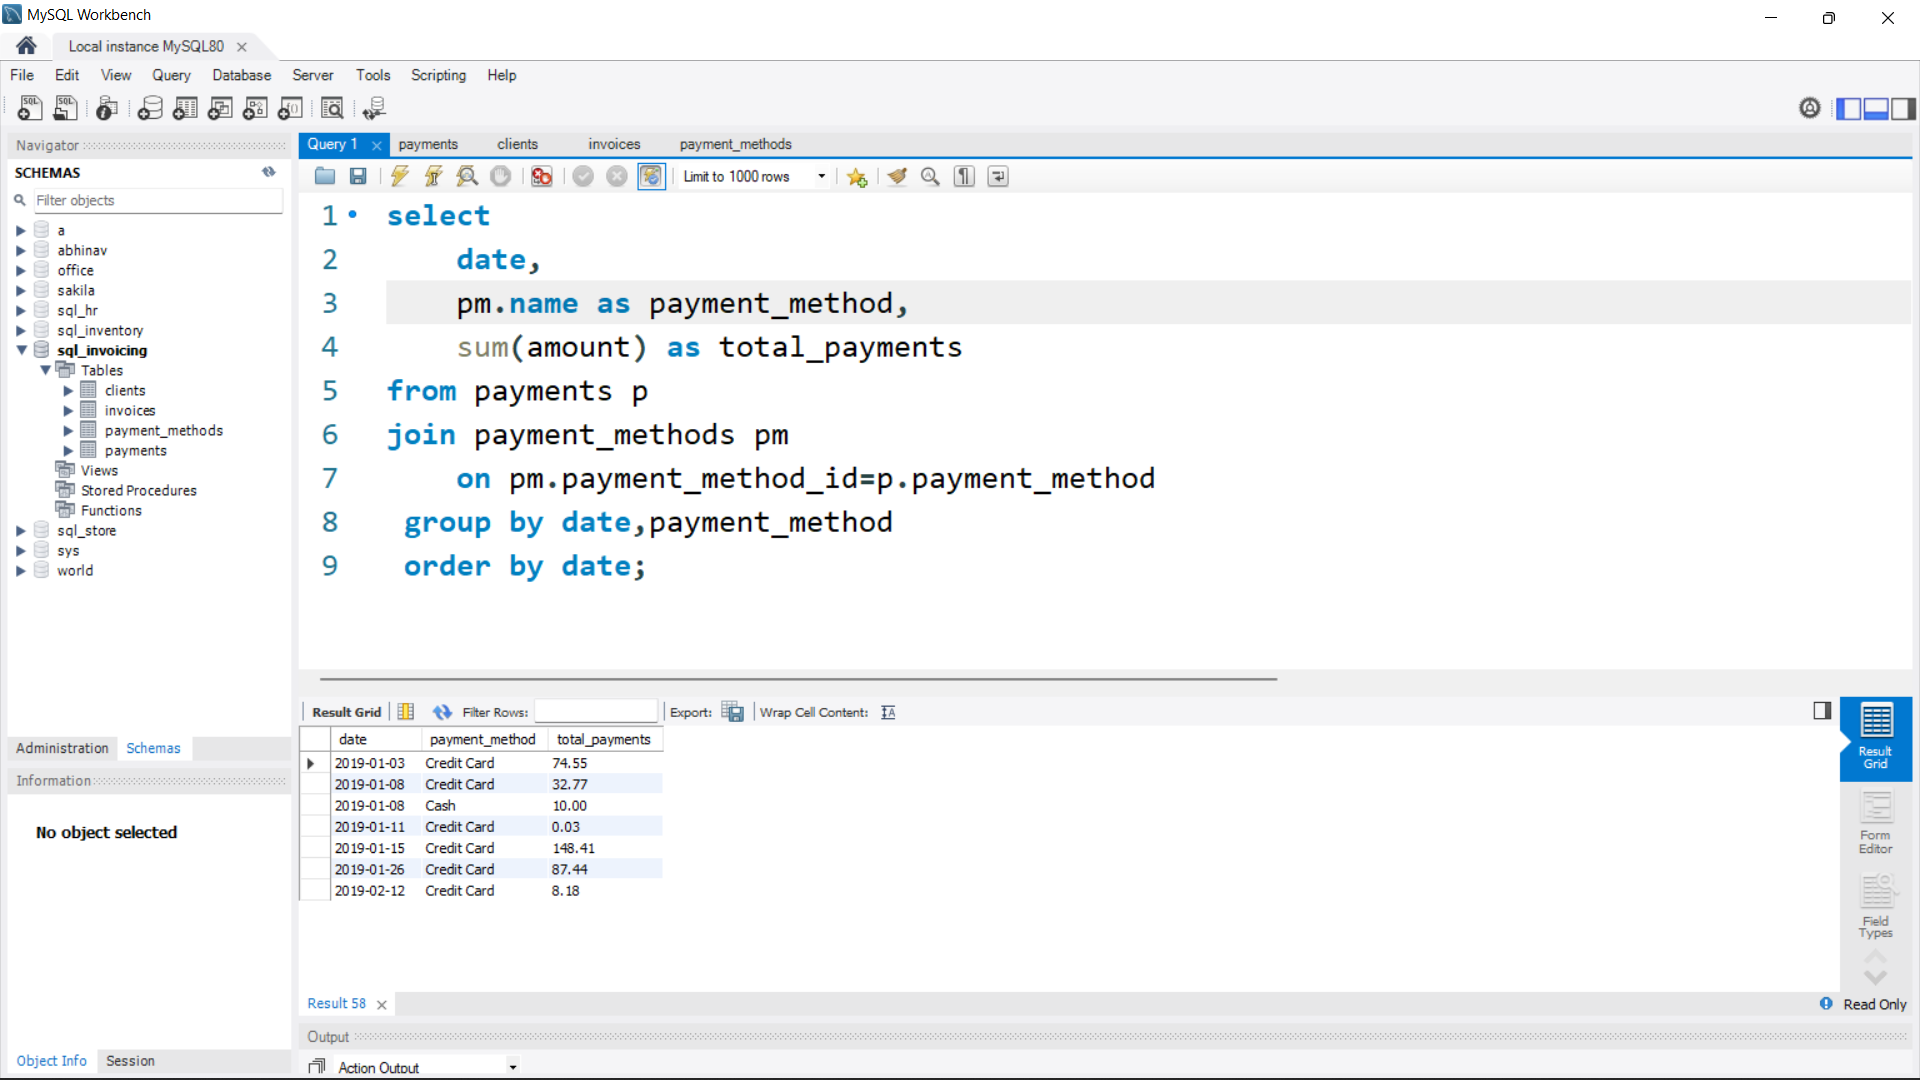 MySQL Workbench
Local instance MySQL80
File Edit View Query Database Server Tools Scripting Help
Navigator
SCHEMAS
Filter objects
a
abhinav
office
sakila
sql_hr
sql_inventory
sql_invoicing
Tables
clients
invoices
payment_methods
payments
Views
Stored Procedures
Functions
sql_store
sys
world
Administration Schemas
Information
No object selected
Object Info Session
Query 1 payments clients invoices payment_methods
Limit to 1000 rows
1 select
2 date,
3 pm.name as payment_method,
4 sum(amount) as total_payments
5 from payments p
6 join payment_methods pm
7 on pm.payment_method_id=p.payment_method
8 group by date,payment_method
9 order by date;
Result Grid Filter Rows: Export: Wrap Cell Content:
date payment_method total_payments
2019-01-03 Credit Card 74.55
2019-01-08 Credit Card 32.77
2019-01-08 Cash 10.00
2019-01-11 Credit Card 0.03
2019-01-15 Credit Card 148.41
2019-01-26 Credit Card 87.44
2019-02-12 Credit Card 8.18
Result
Grid
Form
Editor
Field
Types
Result 58
Read Only
Output
Action Output